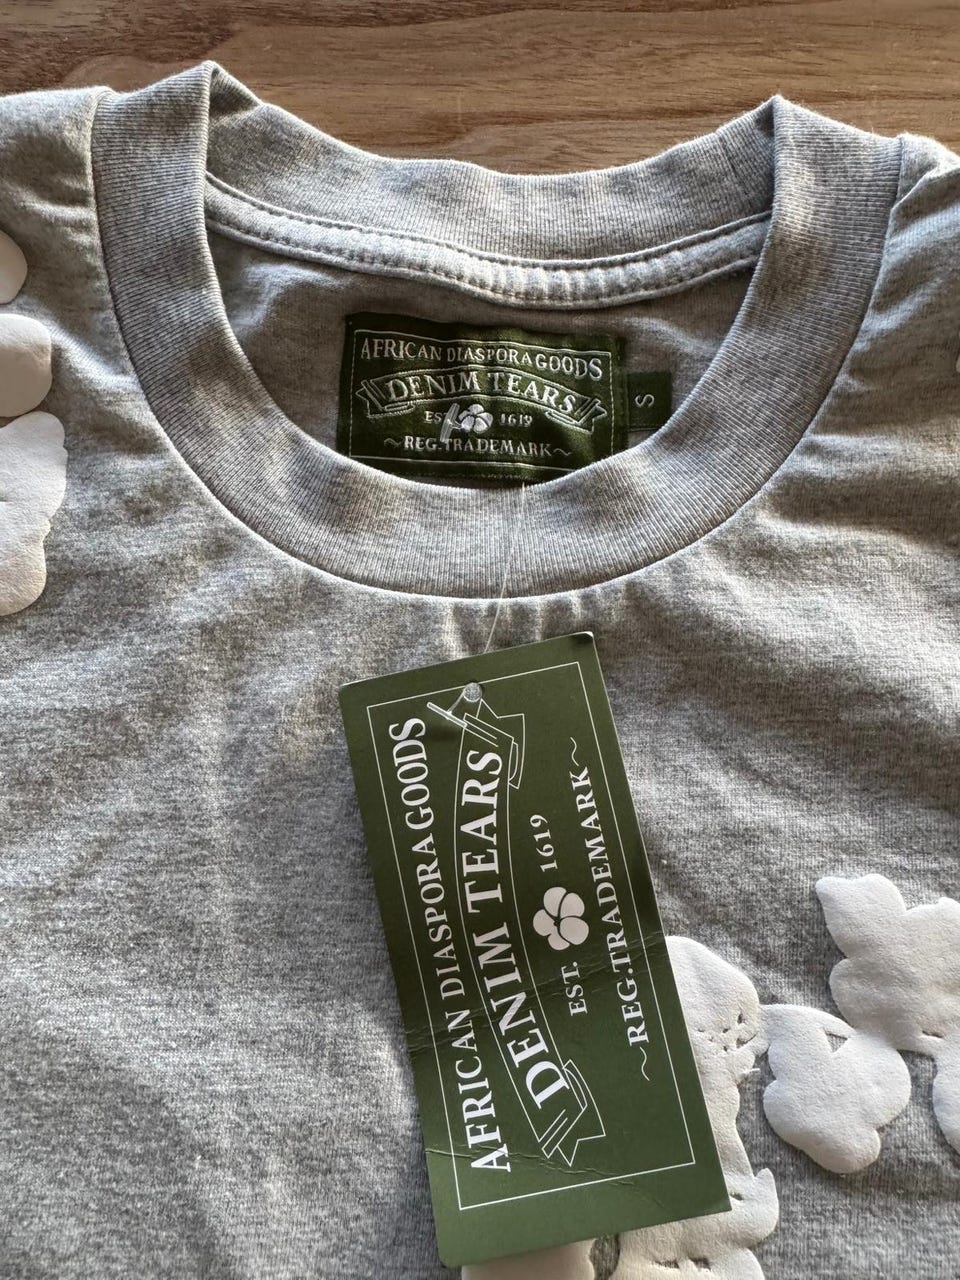 AFRICAN DIASPORA GOODS
DENIM TEARS
EST 1619
~REG.TRADEMARK~
S
AFRICAN DIASPORA GOODS
DENIM TEARS
EST. 1619
~REG.TRADEMARK~